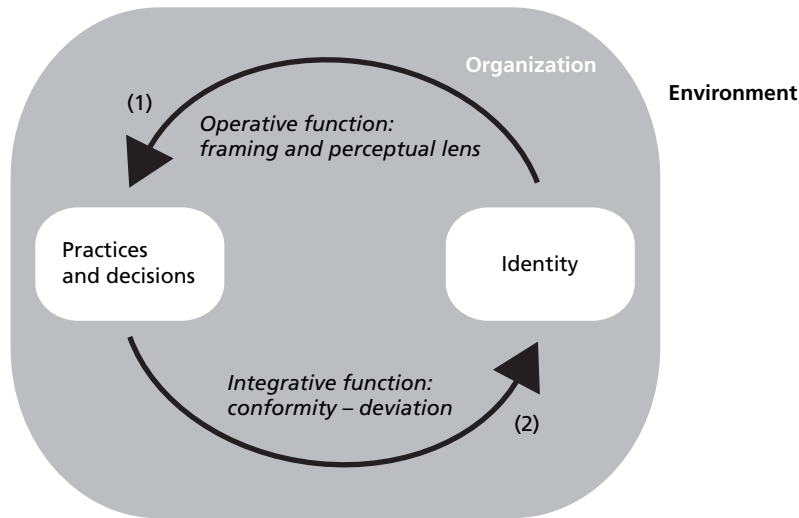 Organization
Environment
(1)
Operative function:
framing and perceptual lens
Practices
and decisions
Identity
Integrative function:
conformity – deviation
(2)